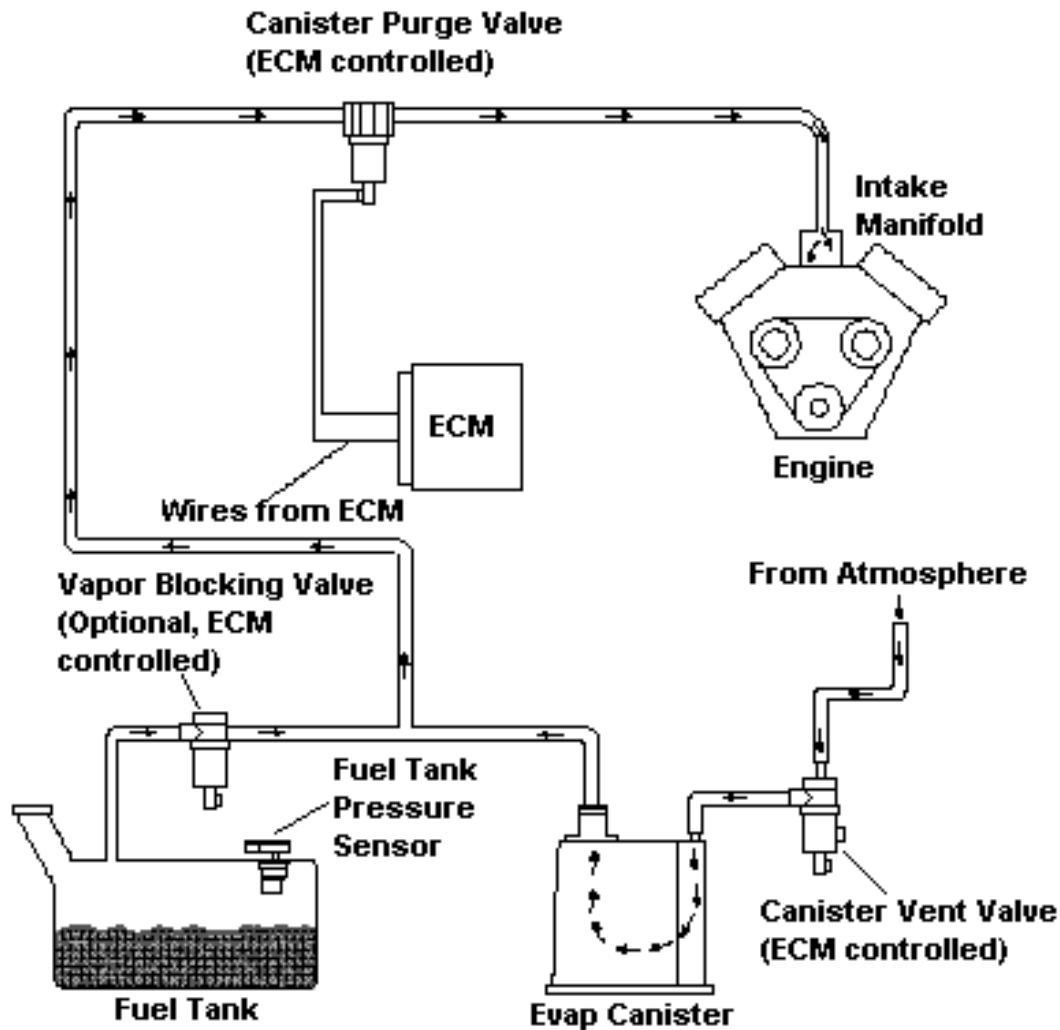 Canister Purge Valve
(ECM controlled)
Intake
Manifold
ECM
Engine
Wires from ECM
Vapor Blocking Valve
(Optional, ECM
controlled)
From Atmosphere
Fuel Tank
Pressure
Sensor
Canister Vent Valve
(ECM controlled)
Fuel Tank
Evap Canister